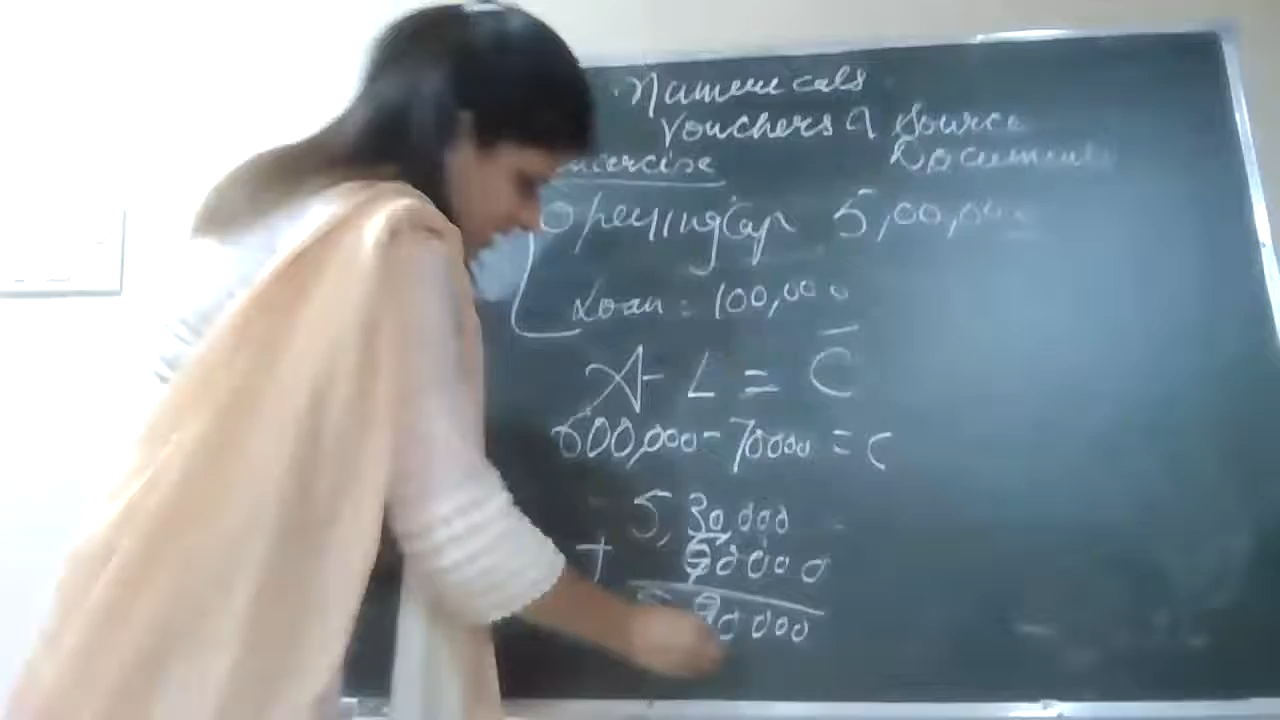 Numericals
Vouchers & Source
Documents
Exercise
Opening Cap 5,00,000
Loan : 100,000
A - L = C
600,000 - 70000 = C
= 5,30,000
+
0000